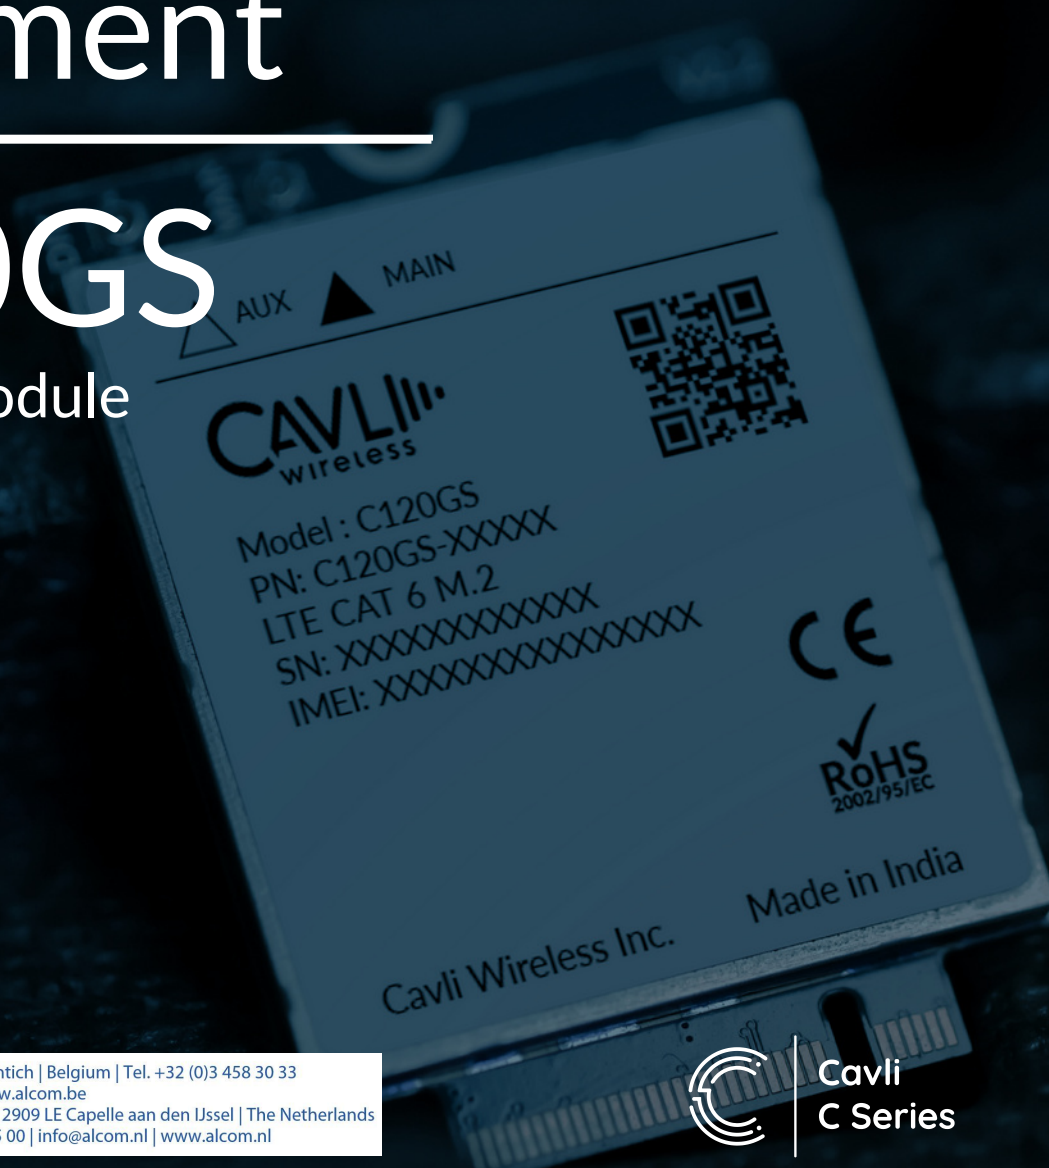 ment
0GS
odule
AUX
MAIN
CAVLI
wireless
Model : C120GS
PN: C120GS-XXXXX
LTE CAT 6 M.2
SN: XXXXXXXXXXXX
IMEI: XXXXXXXXXXXXXXX
CE
RoHS
2002/95/EC
Made in India
Cavli Wireless Inc.
ntich | Belgium | Tel. +32 (0)3 458 30 33
w.alcom.be
2909 LE Capelle aan den IJssel | The Netherlands
5 00 | info@alcom.nl | www.alcom.nl
Cavli
C Series